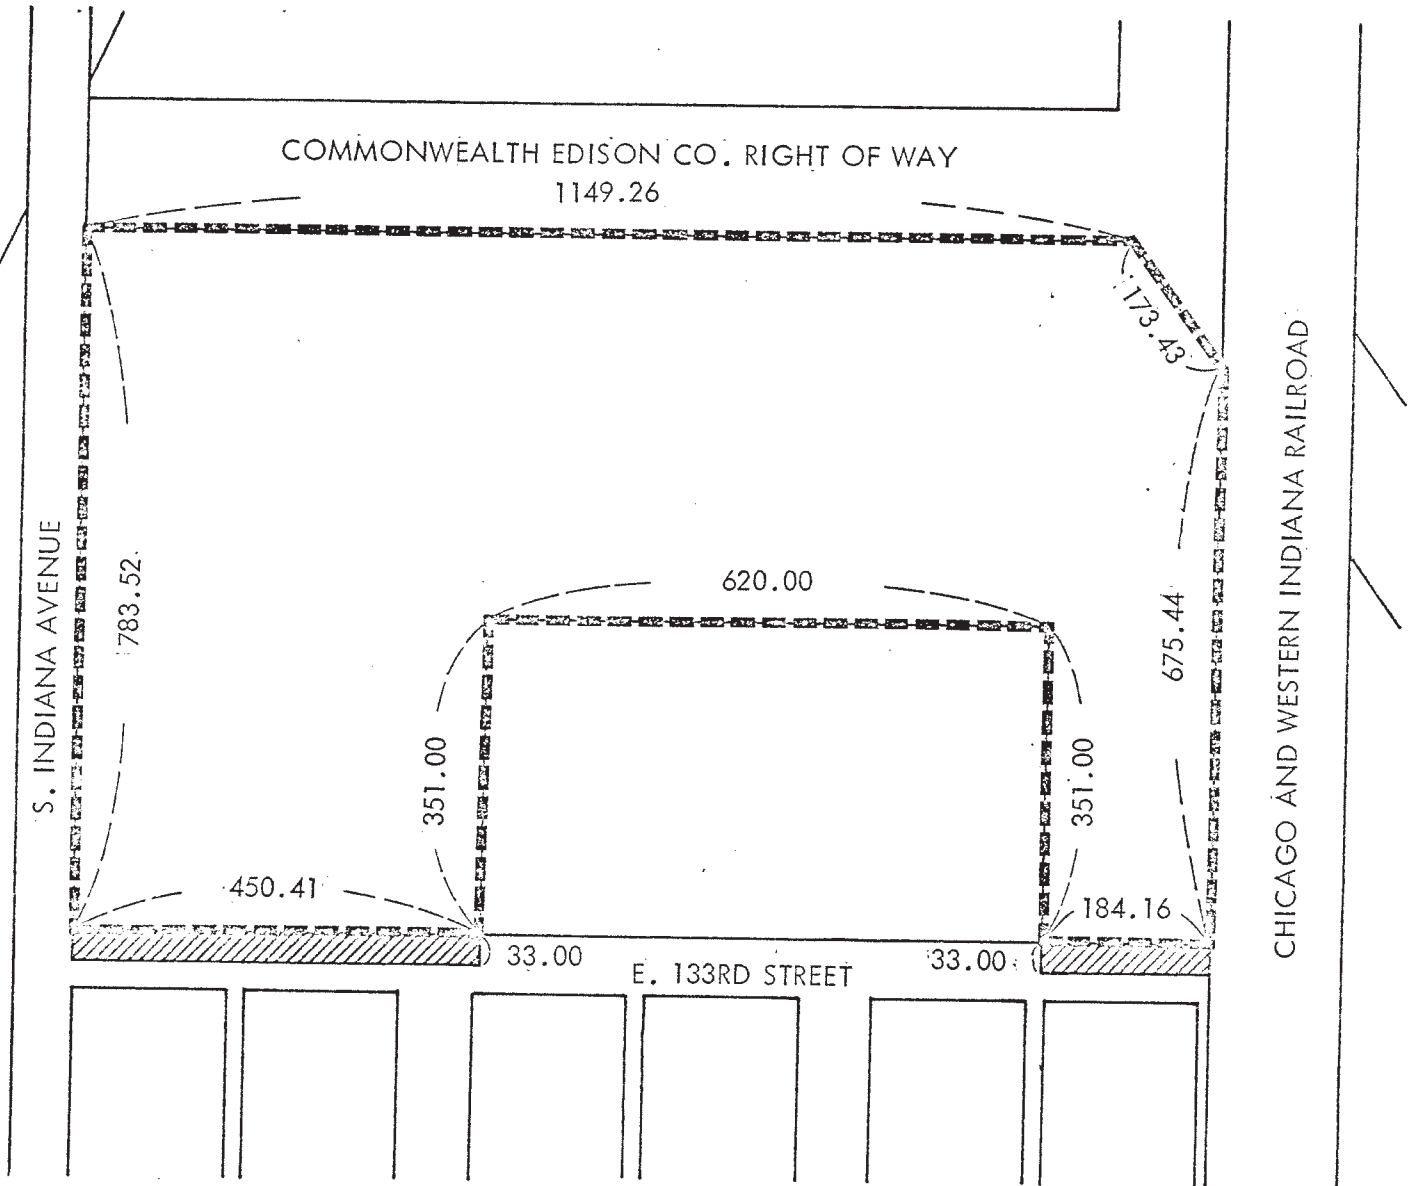 COMMONWEALTH EDISON CO. RIGHT OF WAY
1149.26
173.43
S. INDIANA AVENUE
783.52
620.00
675.44
CHICAGO AND WESTERN INDIANA RAILROAD
351.00
351.00
450.41
184.16
33.00
33.00
E. 133RD STREET